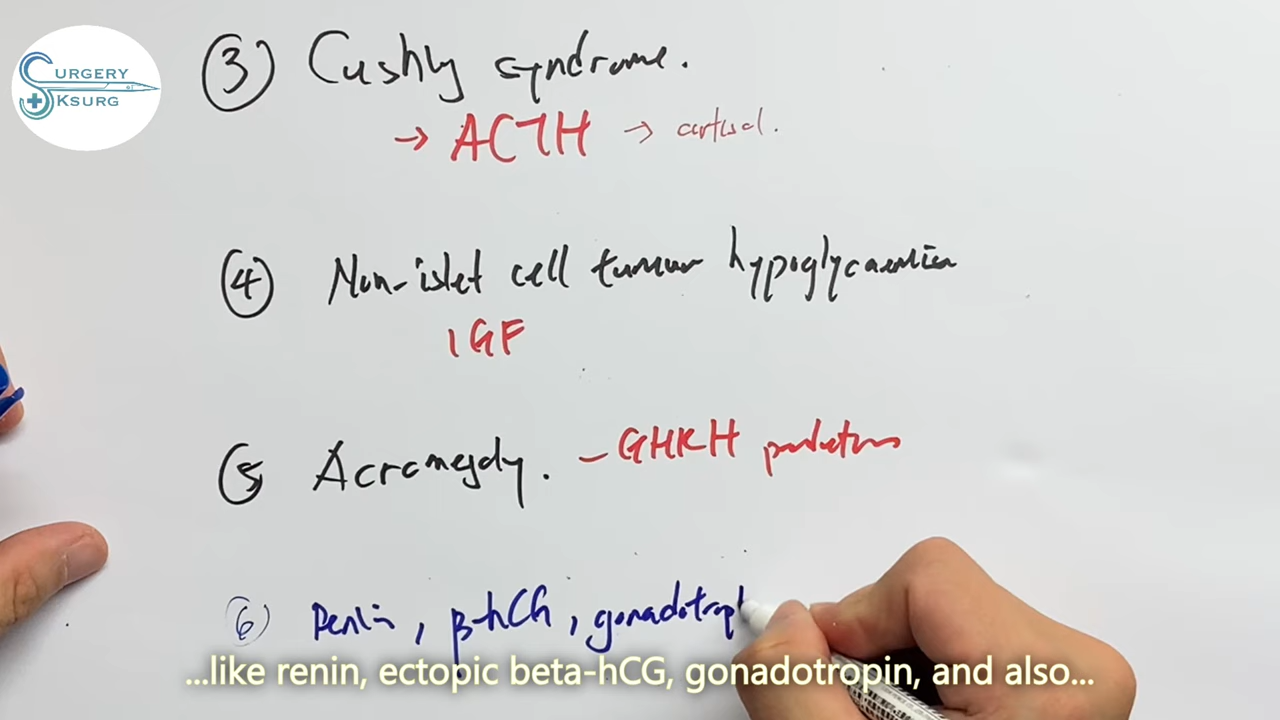 SURGERY
SKSURG
③ Cushing syndrome.
→ ACTH → cortisol.
④ Non-islet cell tumour hypoglycaemia
IGF
⑤ Acromegaly. - GHRH production
⑥ Renin, β-hCG, gonadotrop
...like renin, ectopic beta-hCG, gonadotropin, and also...